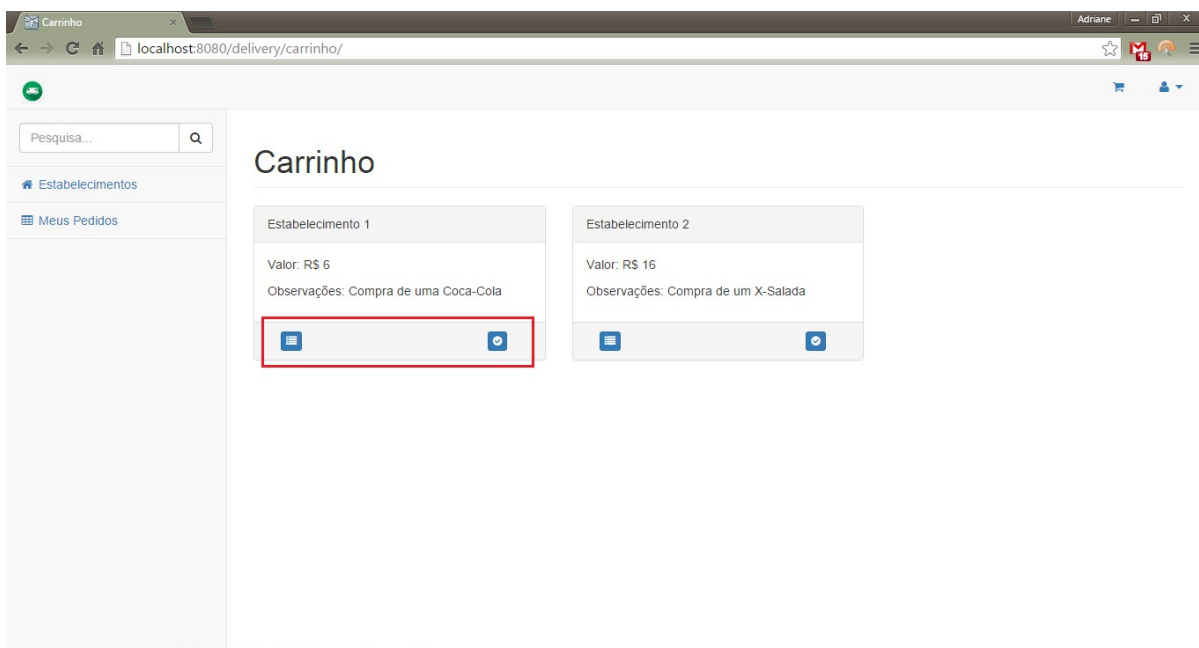 Carrinho
Adriane
localhost:8080/delivery/carrinho/
15
Pesquisa...
Estabelecimentos
Meus Pedidos
Carrinho
Estabelecimento 1
Valor: R$ 6
Observações: Compra de uma Coca-Cola
Estabelecimento 2
Valor: R$ 16
Observações: Compra de um X-Salada